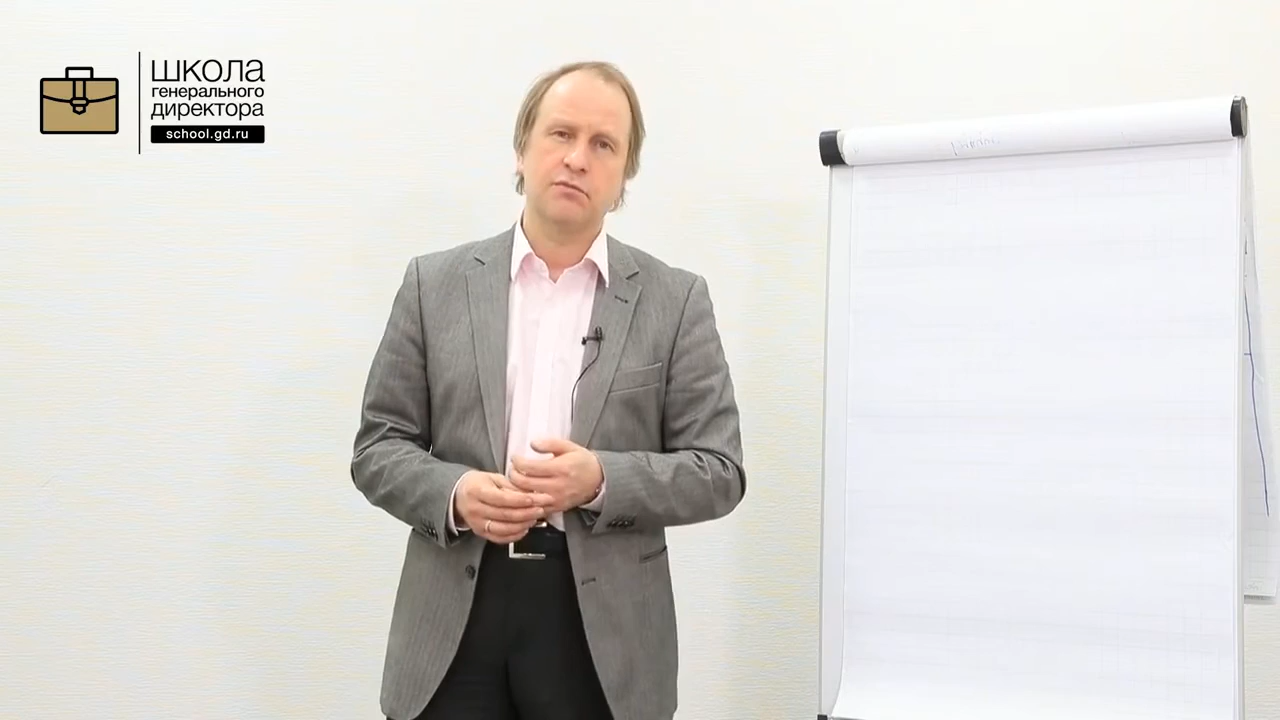 школа
генерального
директора
school.gd.ru